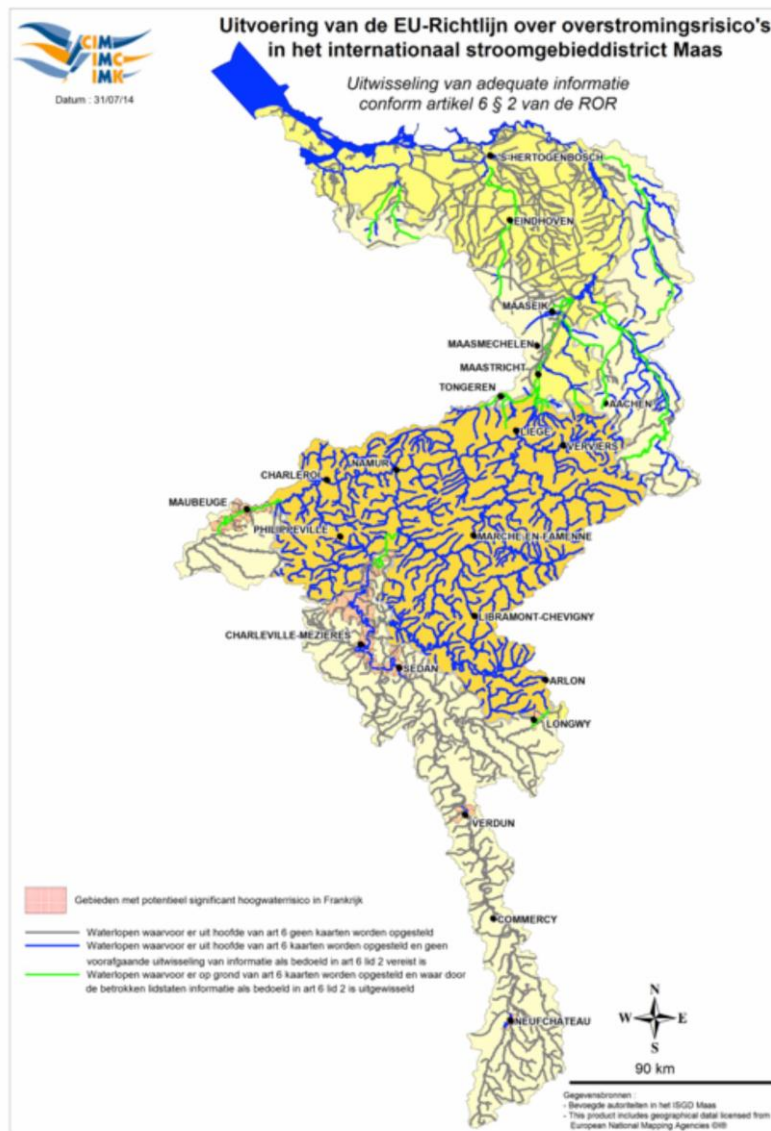 CIM
IMC
IMK
Datum : 31/07/14
Uitvoering van de EU-Richtlijn over overstromingsrisico's
in het internationaal stroomgebieddistrict Maas
Uitwisseling van adequate informatie
conform artikel 6 § 2 van de ROR
'S-HERTOGENBOSCH
EINDHOVEN
MAASEIK
MAASMECHELEN
MAASTRICHT
TONGEREN
AACHEN
LIEGE
VERVIERS
NAMUR
CHARLEROI
MAUBEUGE
PHILIPPEVILLE
MARCHE-EN-FAMENNE
LIBRAMONT-CHEVIGNY
CHARLEVILLE-MEZIERES
SEDAN
ARLON
LONGWY
VERDUN
COMMERCY
NEUFCHATEAU
Gebieden met potentieel significant hoogwaterrisico in Frankrijk
Waterlopen waarvoor er uit hoofde van art 6 geen kaarten worden opgesteld
Waterlopen waarvoor er uit hoofde van art 6 kaarten worden opgesteld en geen
voorafgaande uitwisseling van informatie als bedoeld in art 6 lid 2 vereist is
Waterlopen waarvoor er op grond van art 6 kaarten worden opgesteld en waar door
de betrokken lidstaten informatie als bedoeld in art 6 lid 2 is uitgewisseld
N
W E
S
90 km
Gegevensbronnen :
- Bevoegde autoriteiten in het ISGD Maas
- This product includes geographical datal licensed from
European National Mapping Agencies